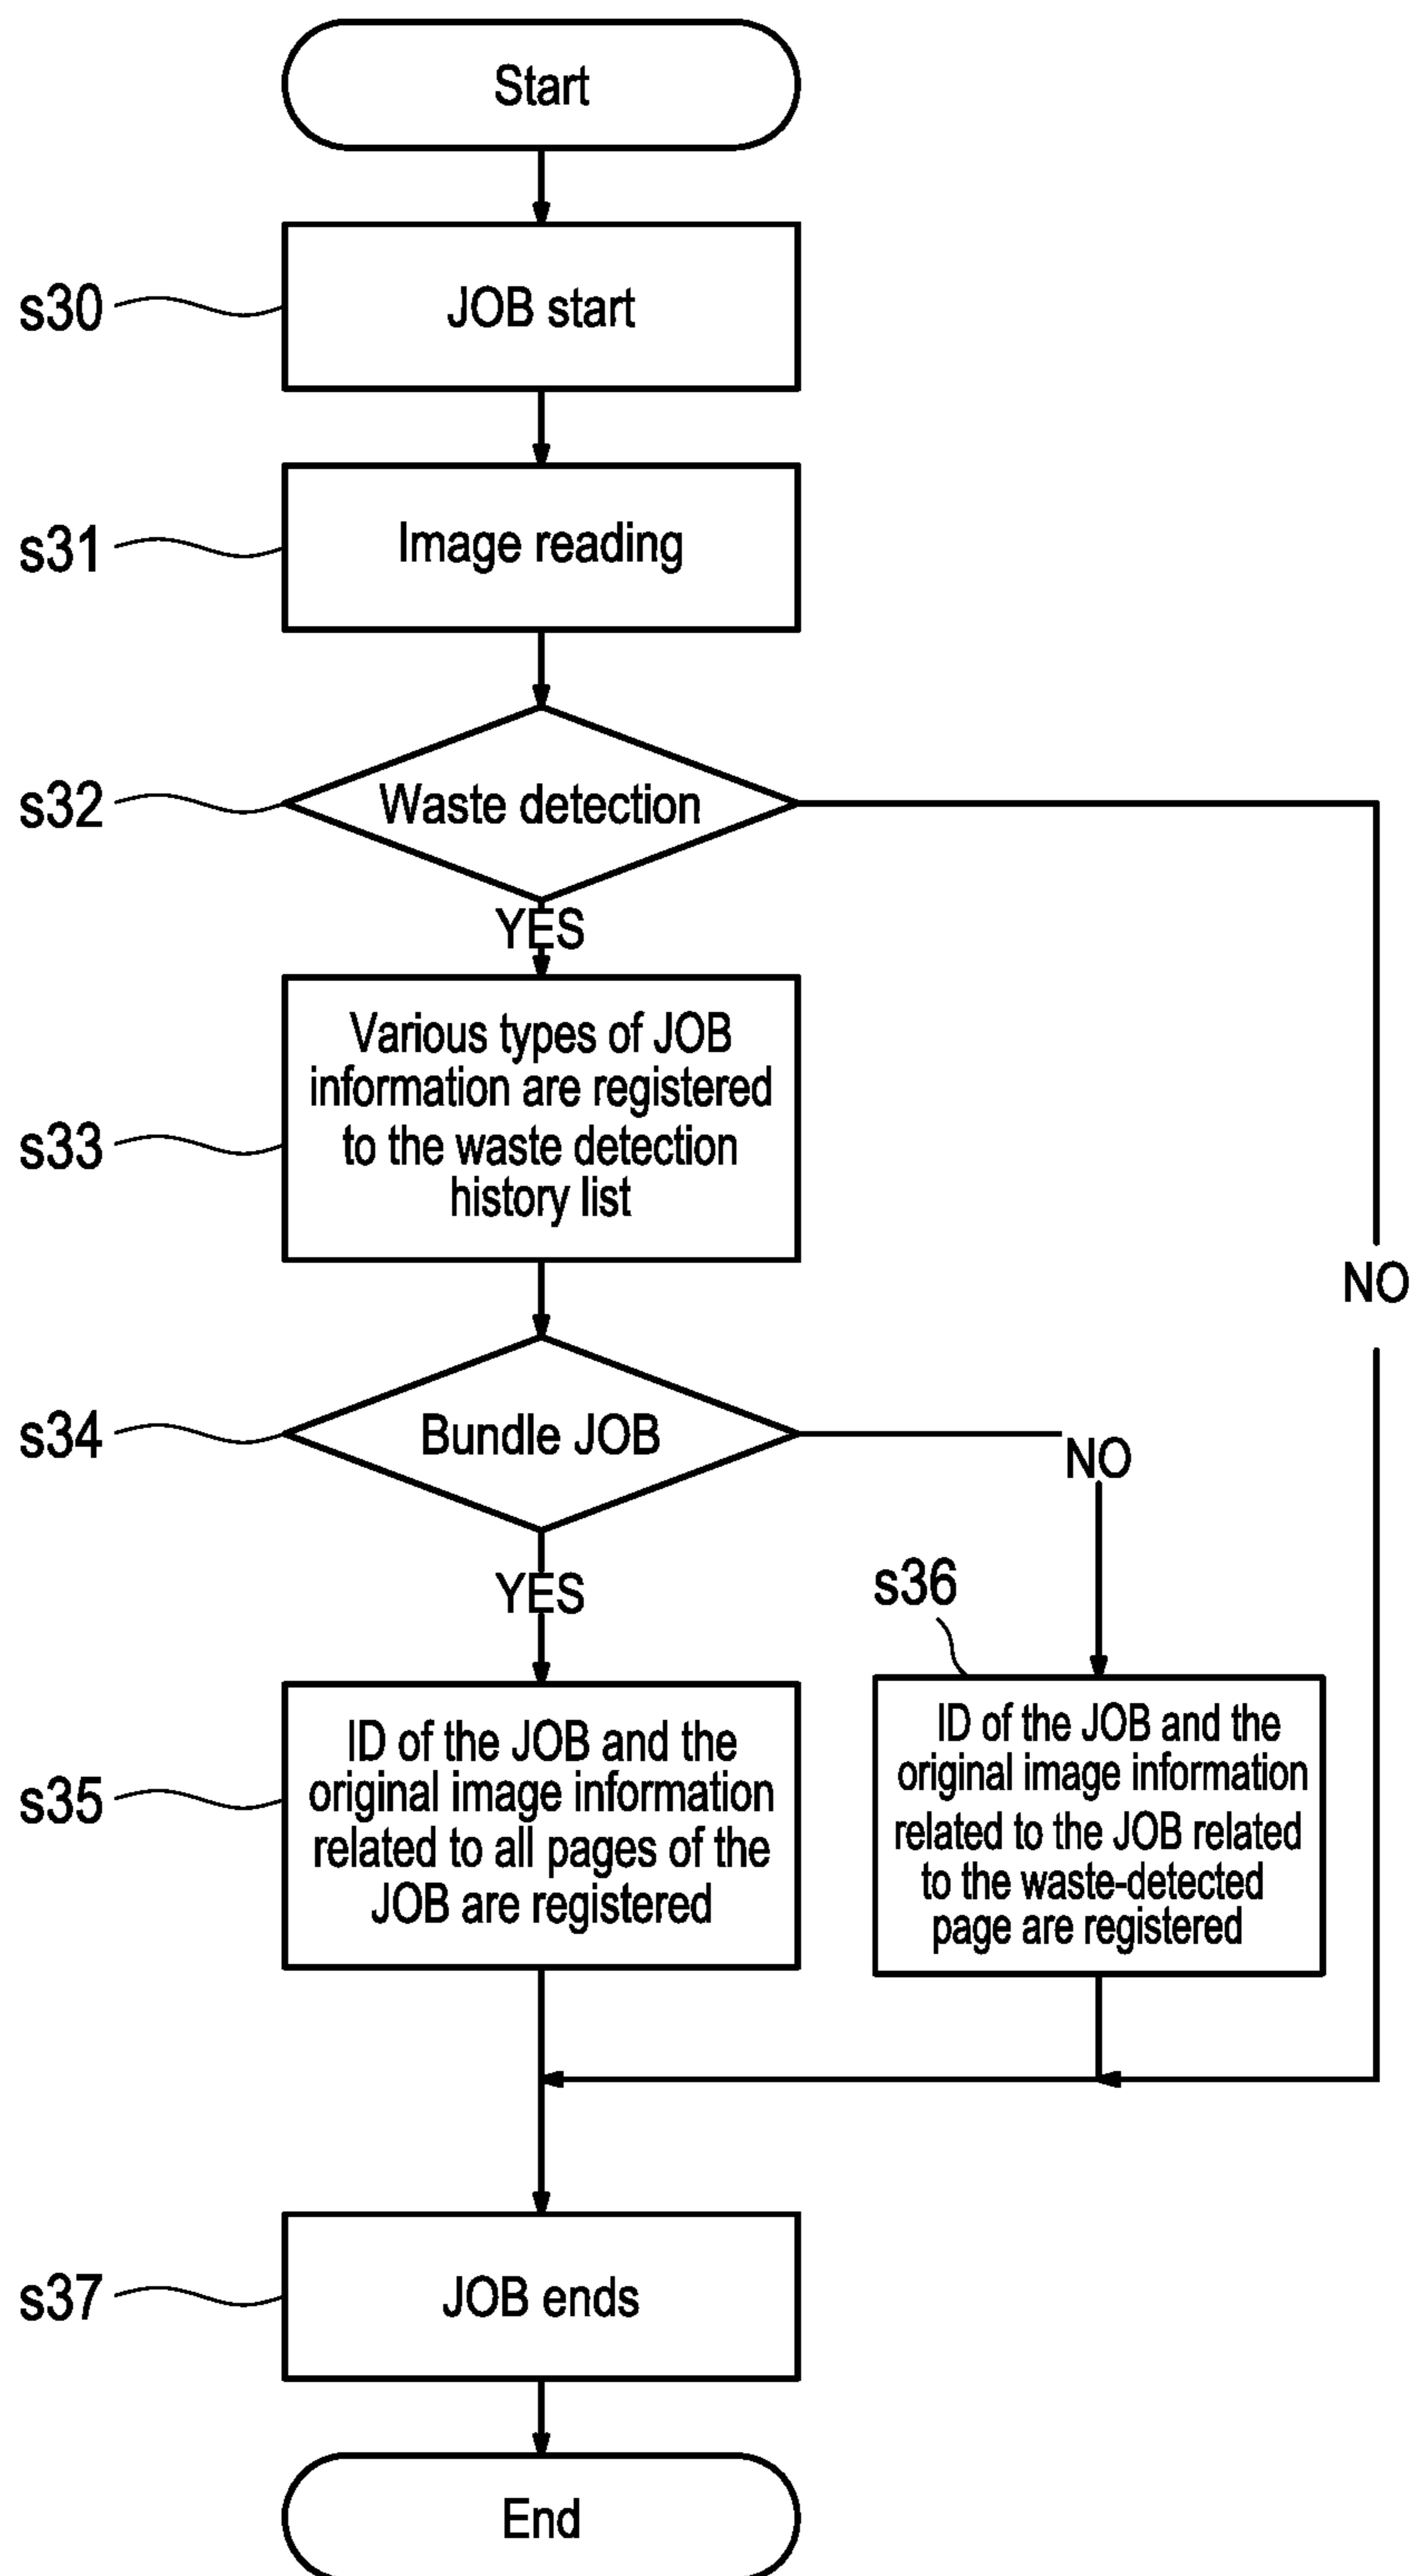 Start
s30
JOB start
s31
Image reading
s32
Waste detection
YES
s33
Various types of JOB
information are registered
to the waste detection
history list
NO
s34
Bundle JOB
NO
YES
s36
s35
ID of the JOB and the
original image information
related to all pages of the
JOB are registered
ID of the JOB and the
original image information
related to the JOB related
to the waste-detected
page are registered
s37
JOB ends
End